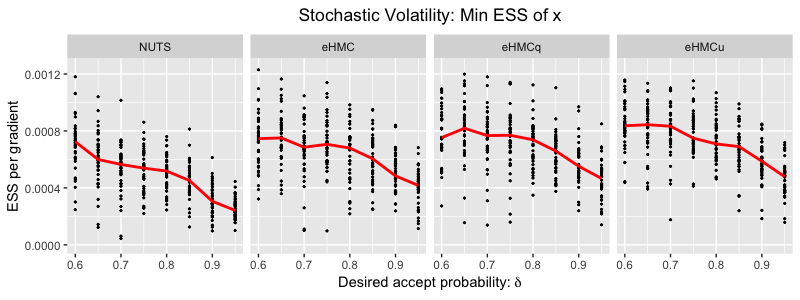 Stochastic Volatility: Min ESS of x
NUTS eHMC eHMCq eHMCu
ESS per gradient
0.0012
0.0008
0.0004
0.0000
0.6 0.7 0.8 0.9 0.6 0.7 0.8 0.9 0.6 0.7 0.8 0.9 0.6 0.7 0.8 0.9
Desired accept probability: δ